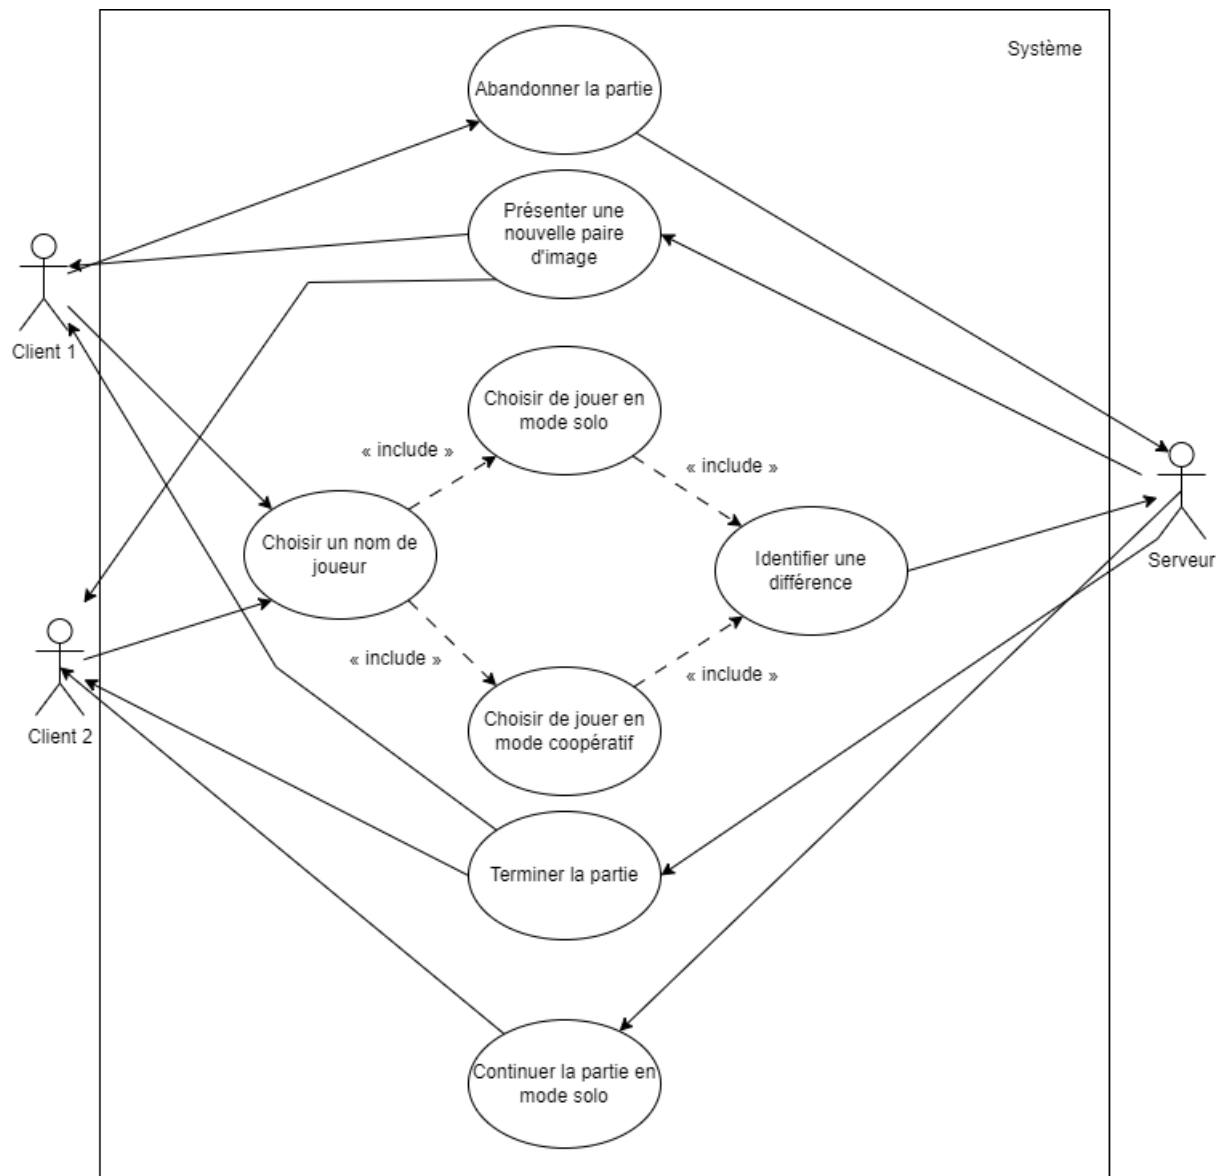 Système
Abandonner la partie
Présenter une
nouvelle paire
d'image
Client 1
Choisir de jouer en
mode solo
« include »
« include »
Choisir un nom de
joueur
Identifier une
différence
Serveur
« include »
« include »
Client 2
Choisir de jouer en
mode coopératif
Terminer la partie
Continuer la partie en
mode solo